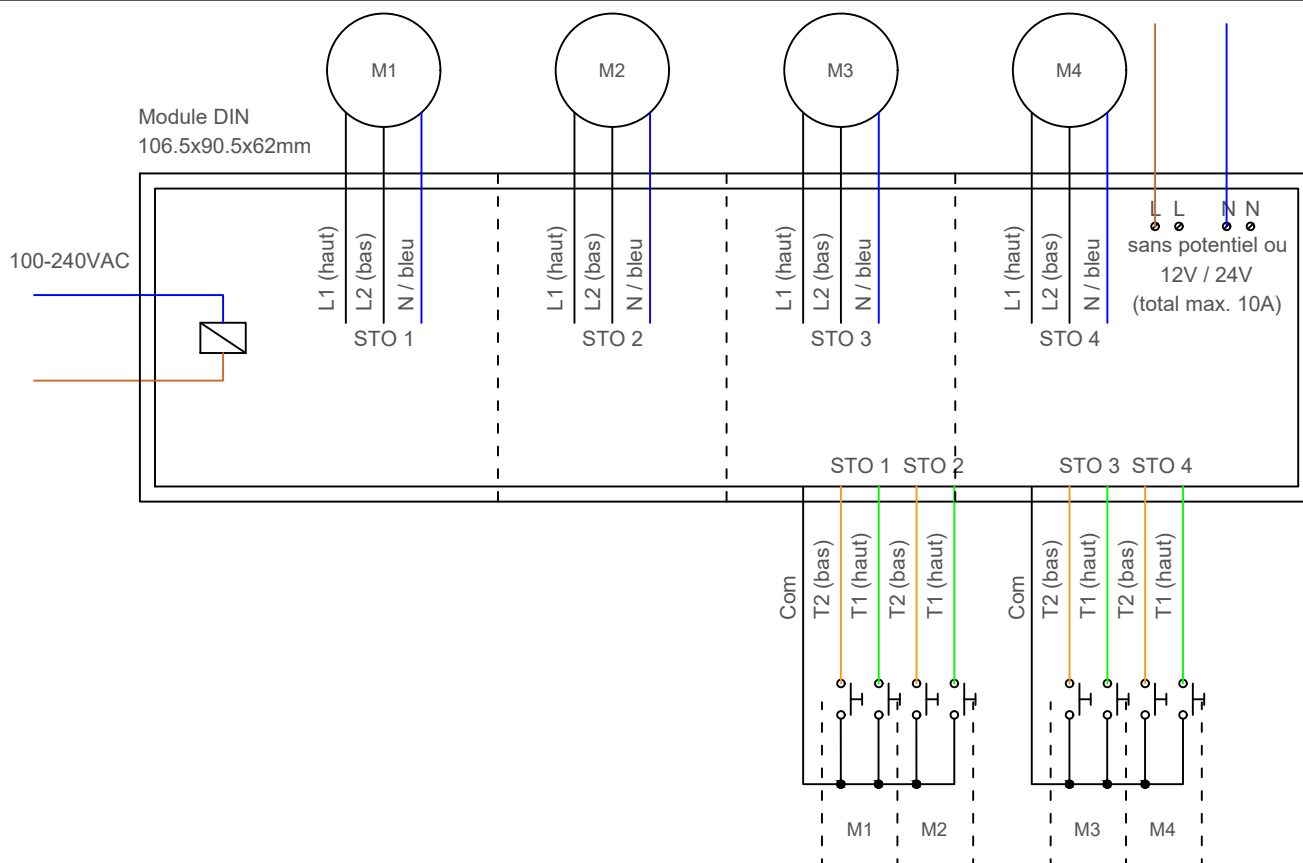 M1
M2
M3
M4
Module DIN
106.5x90.5x62mm
100-240VAC
L1 (haut)
L2 (bas)
N / bleu
STO 1
L1 (haut)
L2 (bas)
N / bleu
STO 2
L1 (haut)
L2 (bas)
N / bleu
STO 3
L1 (haut)
L2 (bas)
N / bleu
STO 4
L L N N
sans potentiel ou
12V / 24V
(total max. 10A)
STO 1 STO 2
STO 3 STO 4
Com
T2 (bas)
T1 (haut)
T2 (bas)
T1 (haut)
Com
T2 (bas)
T1 (haut)
T2 (bas)
T1 (haut)
M1
M2
M3
M4